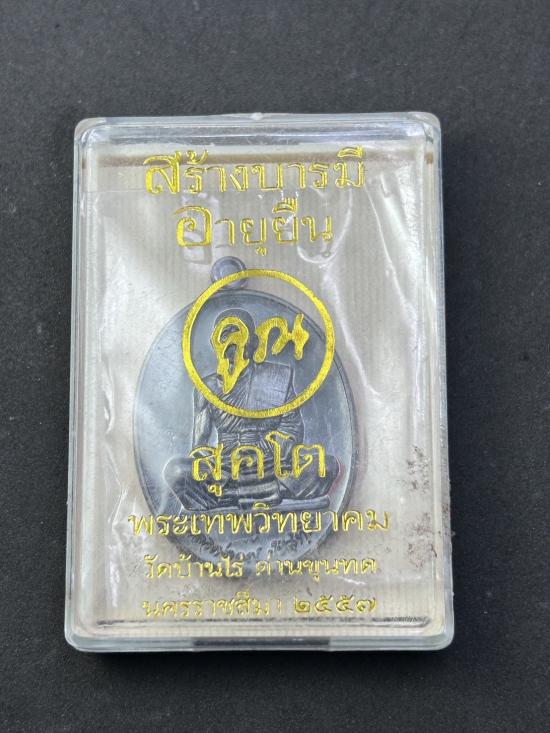 สร้างบารมี
อายุยืน
คูณ
สุคโต
พระเทพวิทยาคม
วัดบ้านไร่ ด่านขุนทด
นครราชสีมา ๒๕๕๗